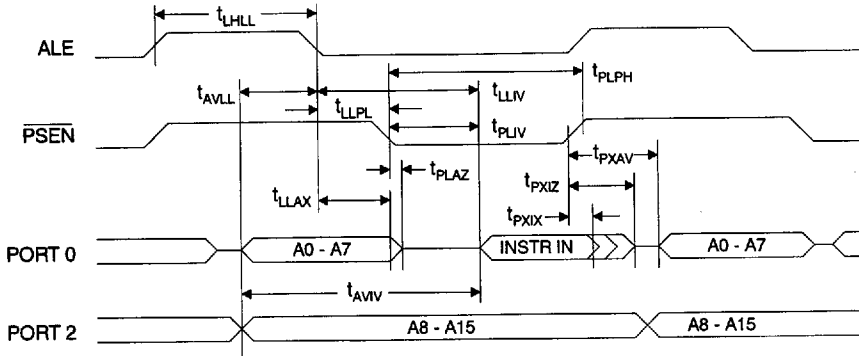 tLHLL
ALE
tAVLL
tLLIV
tPLPH
tLLPL
PSEN
tPLIV
tPXAV
tPLAZ
tPXIZ
tLLAX
tPXIX
PORT 0
A0 - A7
INSTR IN
A0 - A7
tAVIV
PORT 2
A8 - A15
A8 - A15